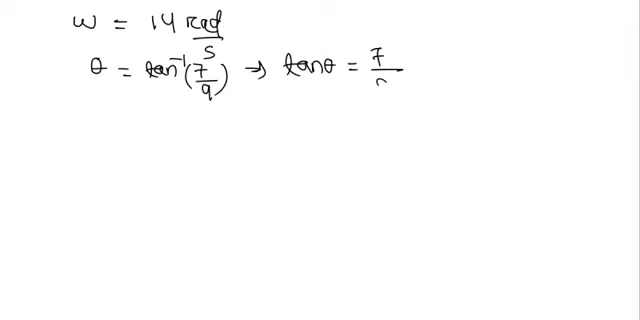 ω = 14 rad/s
θ = tan⁻¹(7/9) → tanθ = 7/